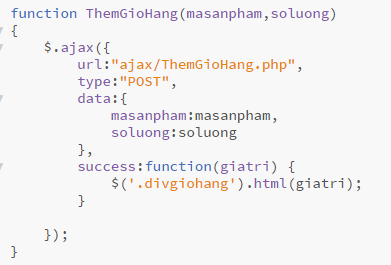 function ThemGioHang(masanpham,soluong)
{
    $.ajax({
        url:"ajax/ThemGioHang.php",
        type:"POST",
        data:{
            masanpham:masanpham,
            soluong:soluong
        },
        success:function(giatri) {
            $('.divgiohang').html(giatri);
        }

    });
}